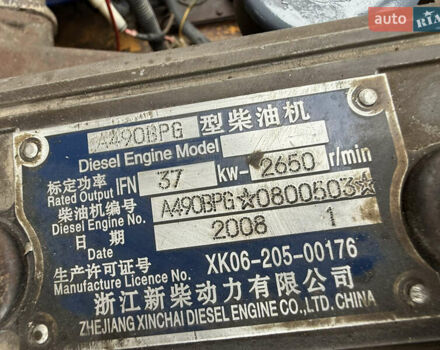 auto RIA
A490BPG 型柴油机
Diesel Engine Model
标定功率 IFN 37 kw- 2650 r/min
Rated Output
柴油机编号 A490BPG☆0800503☆
Diesel Engine No.
日 期 2008 1
Date
生产许可证号 XK06-205-00176
Manufacture Licence No.
浙江新柴动力有限公司
ZHEJIANG XINCHAI DIESEL ENGINE CO.,LTD. CHINA